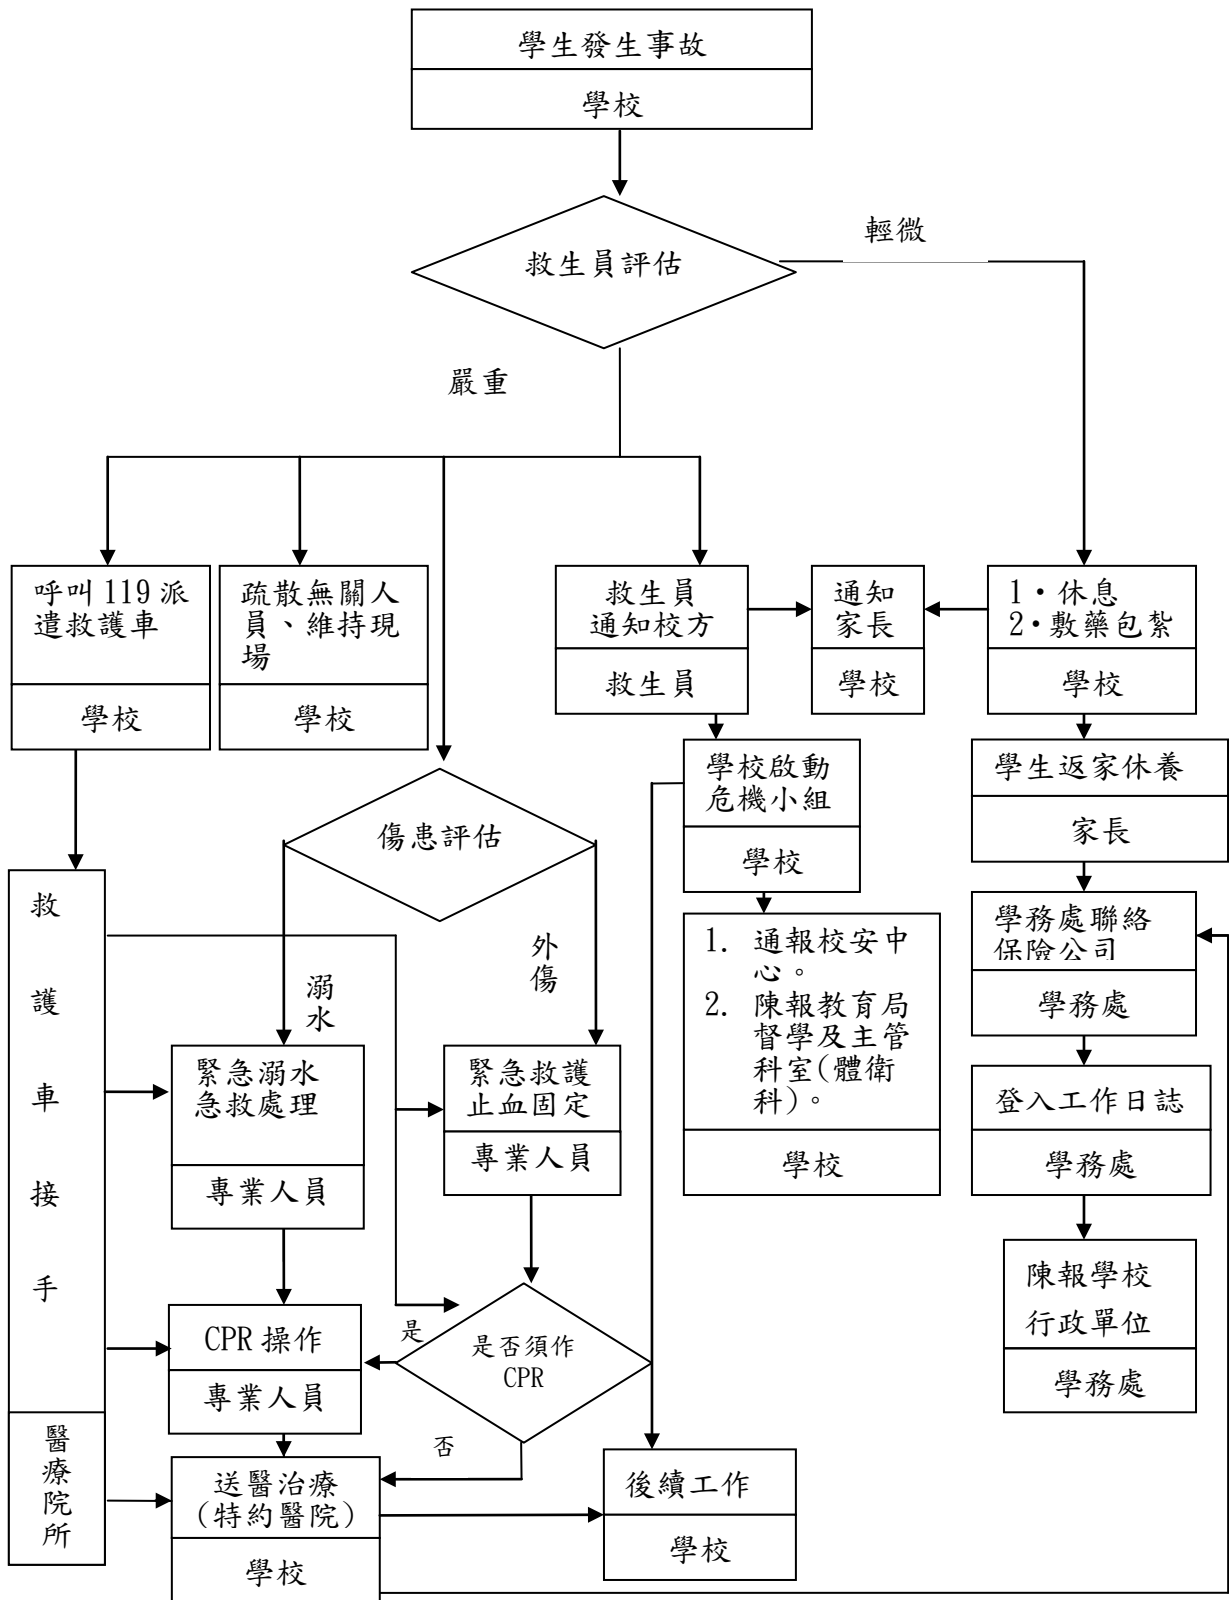 學生發生事故
學校
救生員評估
輕微
嚴重
呼叫119派
遣救護車
學校
疏散無關人
員、維持現
場
學校
救生員
通知校方
救生員
通知
家長
學校
1‧休息
2‧敷藥包紮
學校
學校啟動
危機小組
學校
學生返家休養
家長
傷患評估
溺
水
外
傷
救
護
車
接
手
醫
療
院
所
1. 通報校安中
心。
2. 陳報教育局
督學及主管
科室(體衛
科)。
學校
學務處聯絡
保險公司
學務處
緊急溺水
急救處理
專業人員
緊急救護
止血固定
專業人員
登入工作日誌
學務處
CPR操作
專業人員
是
是否須作
CPR
否
陳報學校
行政單位
學務處
送醫治療
(特約醫院)
學校
後續工作
學校